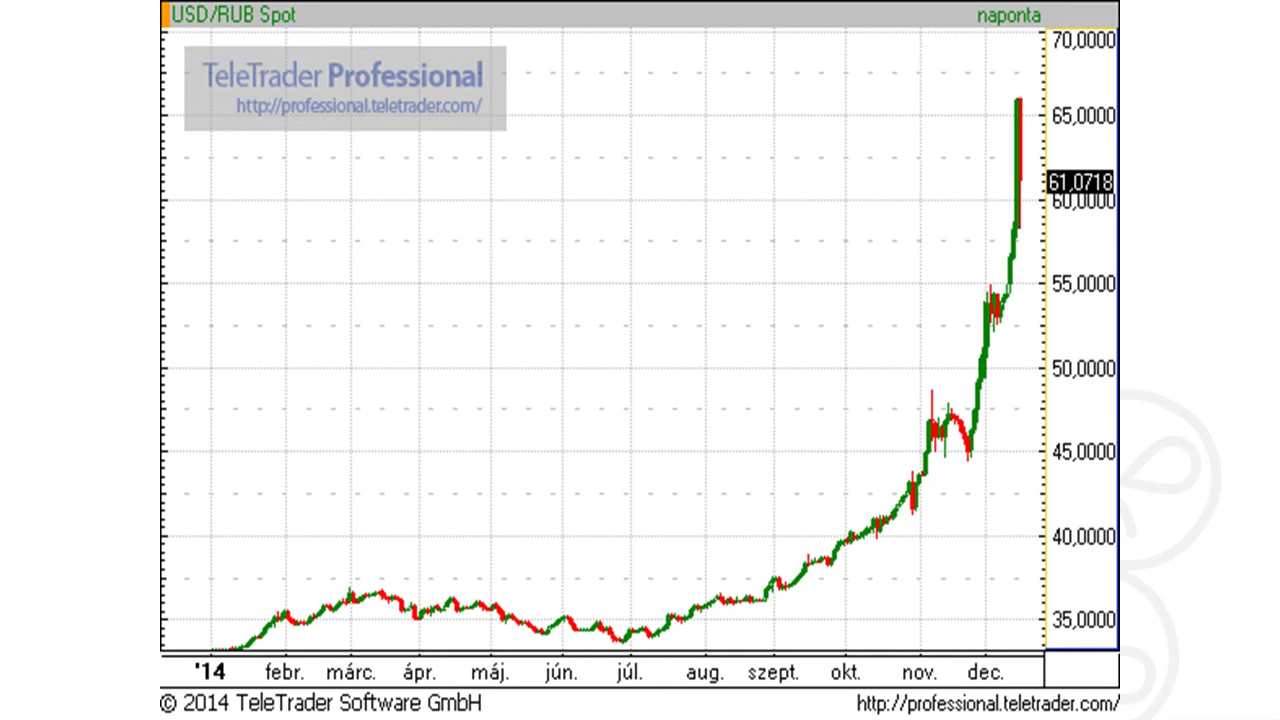 USD/RUB Spot naponta
TeleTrader Professional
http://professional.teletrader.com/
70,0000
65,0000
61,0718
60,0000
55,0000
50,0000
45,0000
40,0000
35,0000
'14 febr. márc. ápr. máj. jún. júl. aug. szept. okt. nov. dec.
© 2014 TeleTrader Software GmbH http://professional.teletrader.com/